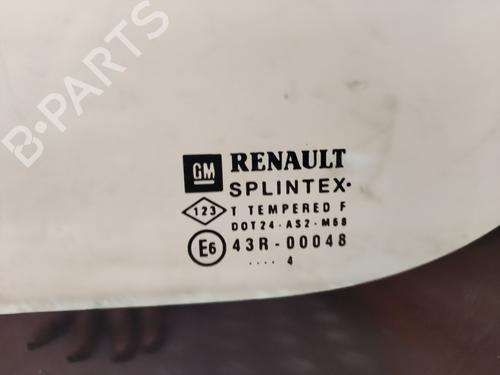 B-PARTS
GM RENAULT
SPLINTEX.
123 T TEMPERED F
DOT24-AS2-M68
E6 43R-00048
.... 4